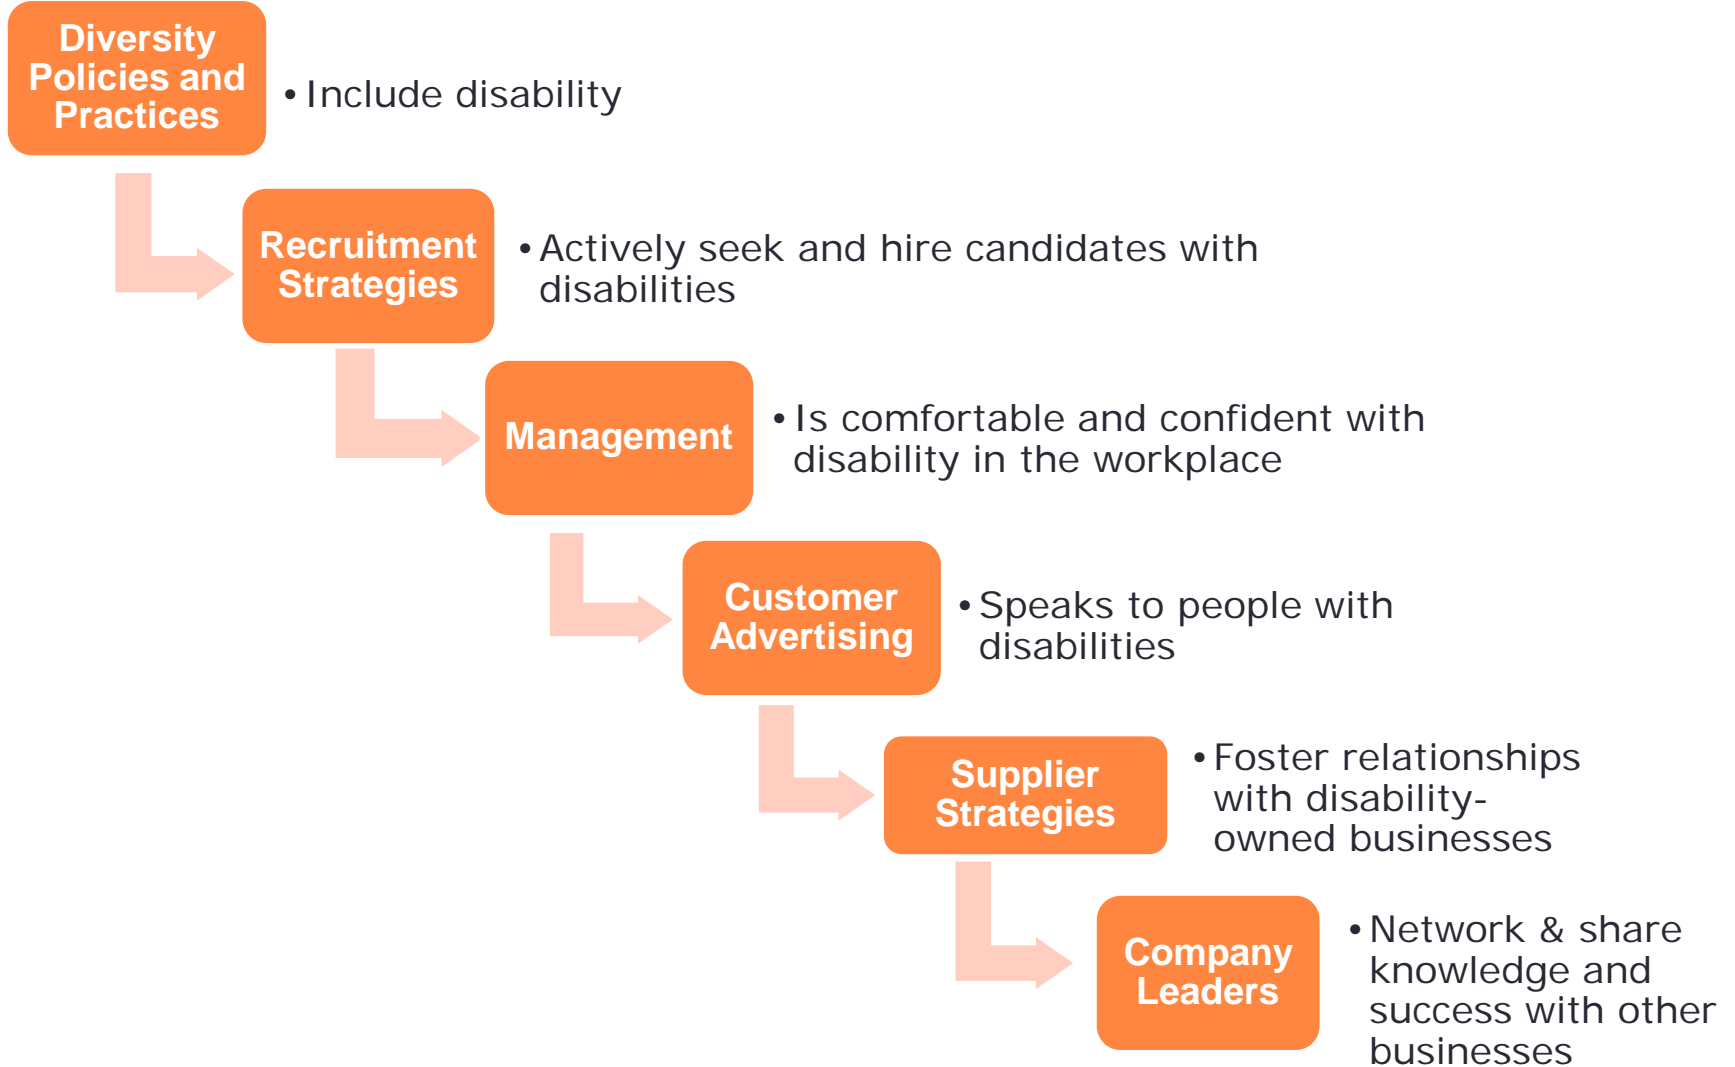 Diversity
Policies and
Practices
• Include disability
Recruitment
Strategies
• Actively seek and hire candidates with
disabilities
Management
• Is comfortable and confident with
disability in the workplace
Customer
Advertising
• Speaks to people with
disabilities
Supplier
Strategies
• Foster relationships
with disability-
owned businesses
Company
Leaders
• Network & share
knowledge and
success with other
businesses